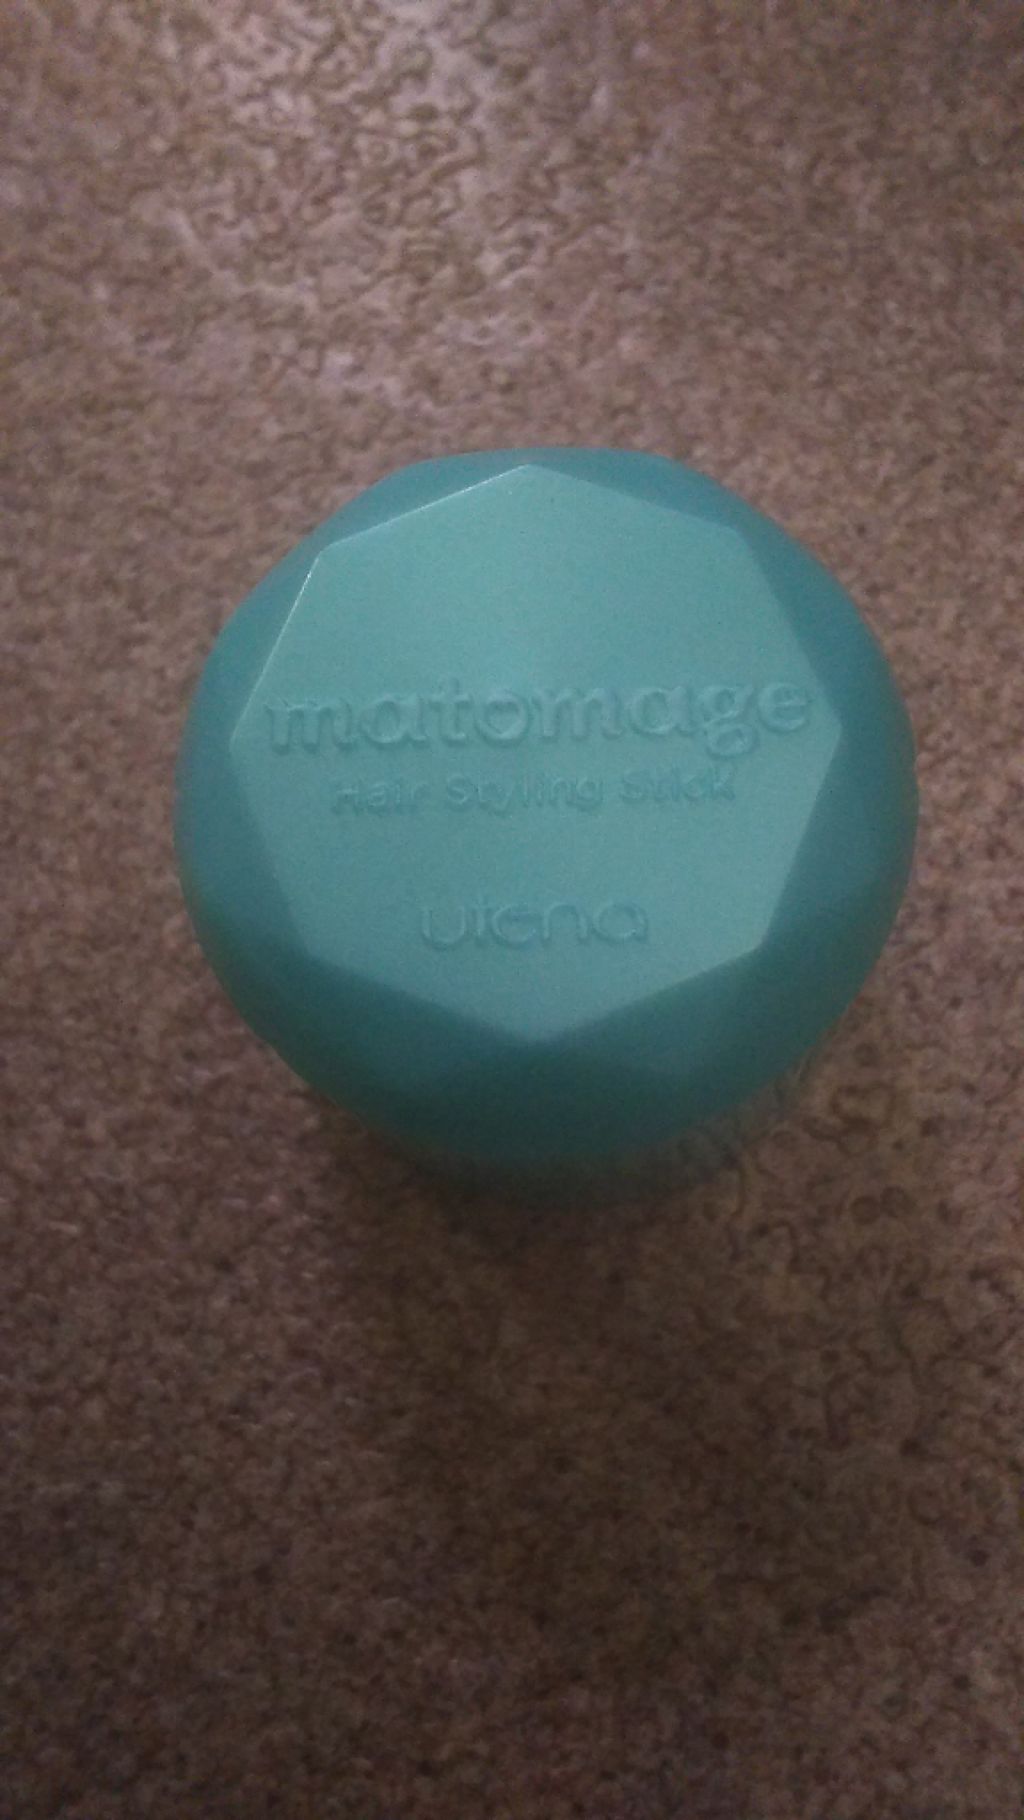 matomage
Hair Styling Stick
utena